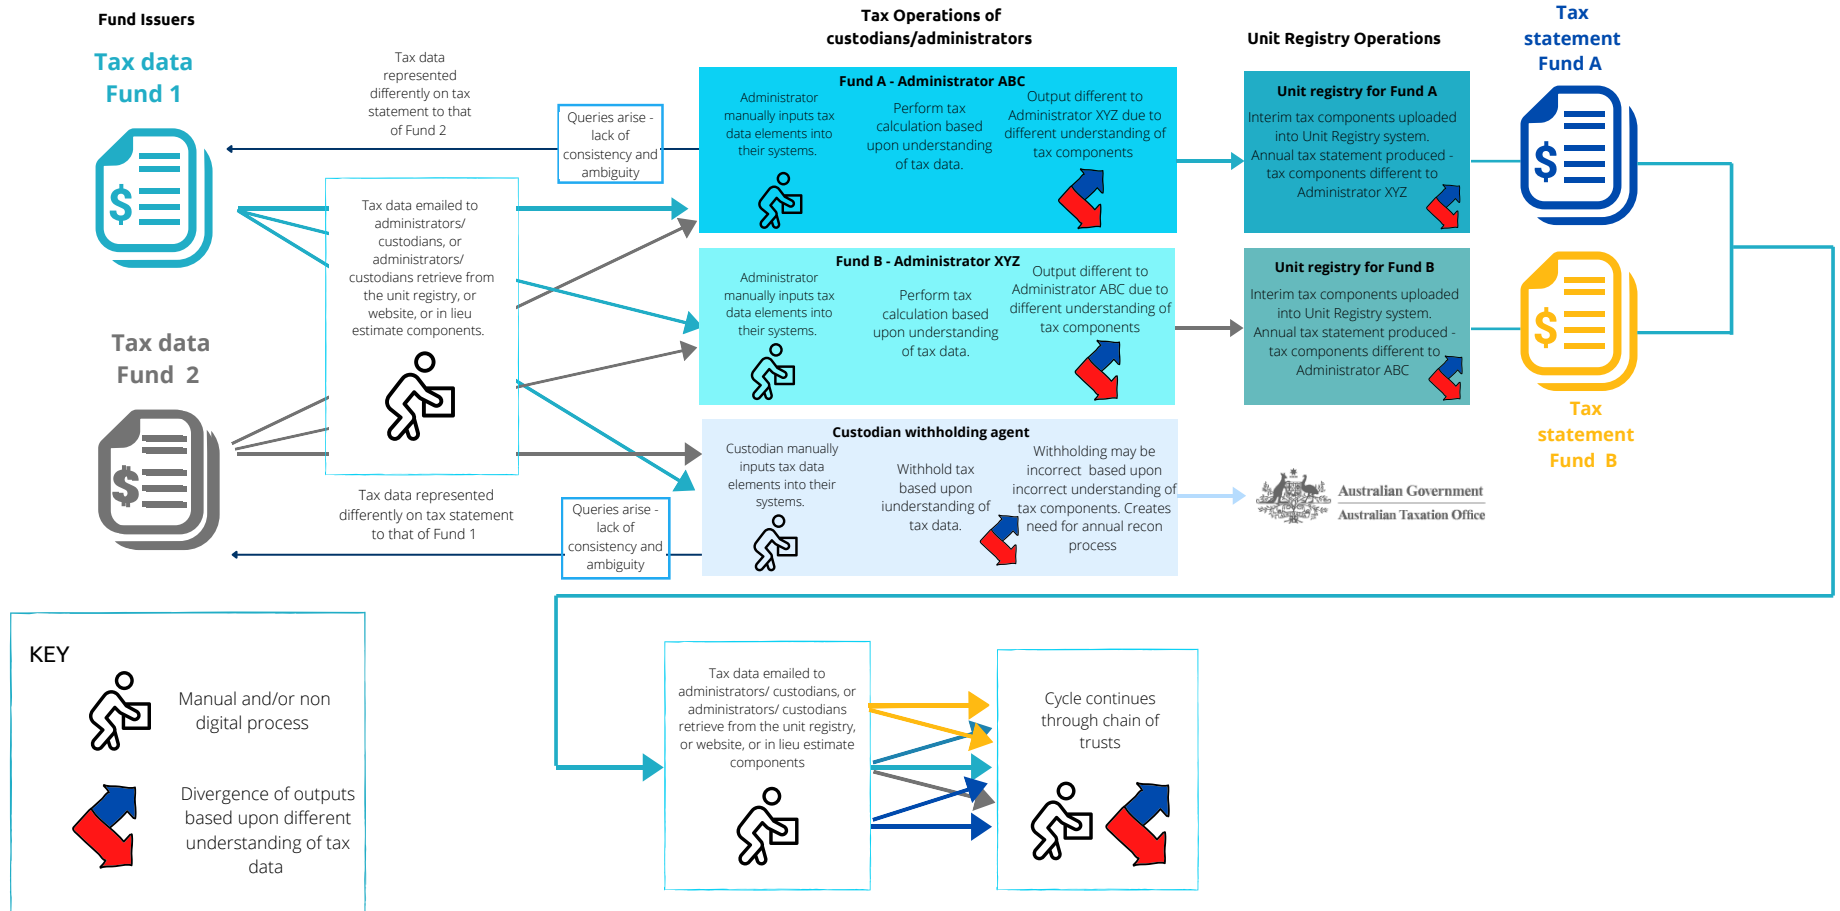 Fund Issuers
Tax data
Fund 1
Tax data
represented
differently on tax
statement to that
of Fund 2
Queries arise -
lack of
consistency and
ambiguity
Tax data emailed to
administrators/
custodians, or
administrators/
custodians retrieve from
the unit registry, or
website, or in lieu
estimate components.
Tax data
Fund 2
Tax data represented
differently on tax statement
to that of Fund 1
Queries arise -
lack of
consistency and
ambiguity
Tax Operations of
custodians/administrators
Fund A - Administrator ABC
Administrator
manually inputs tax
data elements into
their systems.
Perform tax
calculation based
upon understanding
of tax data.
Output different to
Administrator XYZ due to
different understanding of
tax components
Fund B - Administrator XYZ
Administrator
manually inputs tax
data elements into
their systems.
Perform tax
calculation based
upon understanding
of tax data.
Output different to
Administrator ABC due to
different understanding of
tax components
Custodian withholding agent
Custodian manually
inputs tax data
elements into their
systems.
Withhold tax
based upon
iunderstanding of
tax data.
Withholding may be
incorrect based upon
incorrect understanding of
tax components. Creates
need for annual recon
process
Unit Registry Operations
Unit registry for Fund A
Interim tax components uploaded
into Unit Registry system.
Annual tax statement produced -
tax components different to
Administrator XYZ
Unit registry for Fund B
Interim tax components uploaded
into Unit Registry system.
Annual tax statement produced -
tax components different to
Administrator ABC
Australian Government
Australian Taxation Office
Tax
statement
Fund A
Tax
statement
Fund B
KEY
Manual and/or non
digital process
Divergence of outputs
based upon different
understanding of tax
data
Tax data emailed to
administrators/ custodians, or
administrators/ custodians
retrieve from the unit registry,
or website, or in lieu estimate
components
Cycle continues
through chain of
trusts